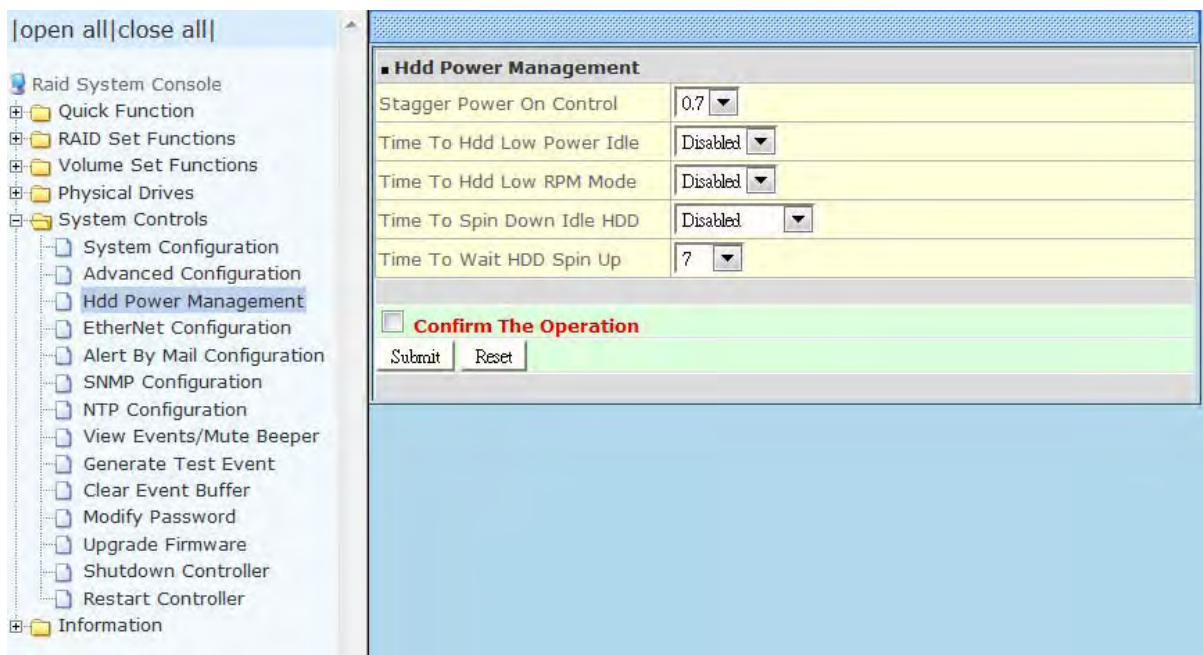 |open all|close all|
Raid System Console
Quick Function
RAID Set Functions
Volume Set Functions
Physical Drives
System Controls
System Configuration
Advanced Configuration
Hdd Power Management
EtherNet Configuration
Alert By Mail Configuration
SNMP Configuration
NTP Configuration
View Events/Mute Beeper
Generate Test Event
Clear Event Buffer
Modify Password
Upgrade Firmware
Shutdown Controller
Restart Controller
Information
Hdd Power Management
Stagger Power On Control 0.7
Time To Hdd Low Power Idle Disabled
Time To Hdd Low RPM Mode Disabled
Time To Spin Down Idle HDD Disabled
Time To Wait HDD Spin Up 7
Confirm The Operation
Submit Reset